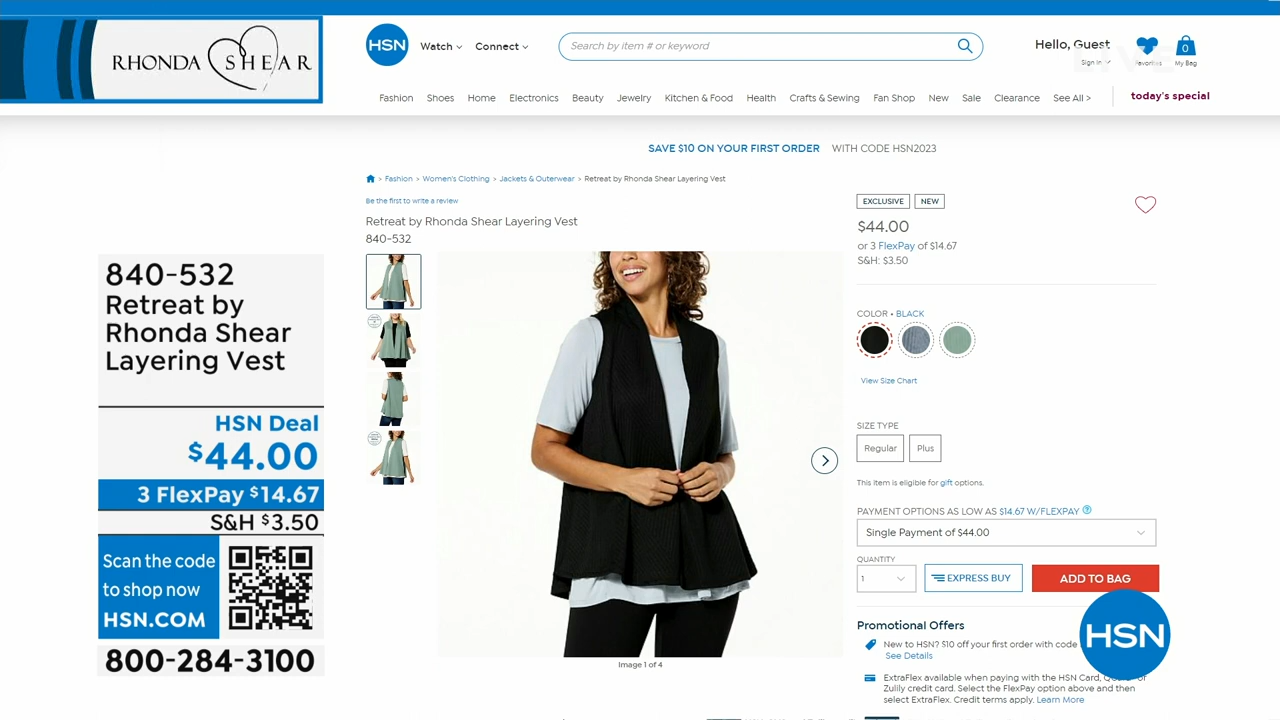 RHONDA SHEAR
HSN
Watch
Connect
Search by item # or keyword
Hello, Guest
Sign In
Favorites
0
My Bag
Fashion Shoes Home Electronics Beauty Jewelry Kitchen & Food Health Crafts & Sewing Fan Shop New Sale Clearance See All >
today's special
SAVE $10 ON YOUR FIRST ORDER WITH CODE HSN2023
> Fashion > Women's Clothing > Jackets & Outerwear > Retreat by Rhonda Shear Layering Vest
Be the first to write a review
Retreat by Rhonda Shear Layering Vest
840-532
Image 1 of 4
EXCLUSIVE
NEW
$44.00
or 3 FlexPay of $14.67
S&H: $3.50
COLOR • BLACK
View Size Chart
SIZE TYPE
Regular
Plus
This item is eligible for gift options.
PAYMENT OPTIONS AS LOW AS $14.67 W/FLEXPAY
Single Payment of $44.00
QUANTITY
1
EXPRESS BUY
ADD TO BAG
Promotional Offers
New to HSN? $10 off your first order with code
See Details
ExtraFlex available when paying with the HSN Card, or
Zulily credit card. Select the FlexPay option above and then
select ExtraFlex. Credit terms apply. Learn More
HSN
840-532
Retreat by
Rhonda Shear
Layering Vest
HSN Deal
$44.00
3 FlexPay $14.67
S&H $3.50
Scan the code
to shop now
HSN.COM
800-284-3100